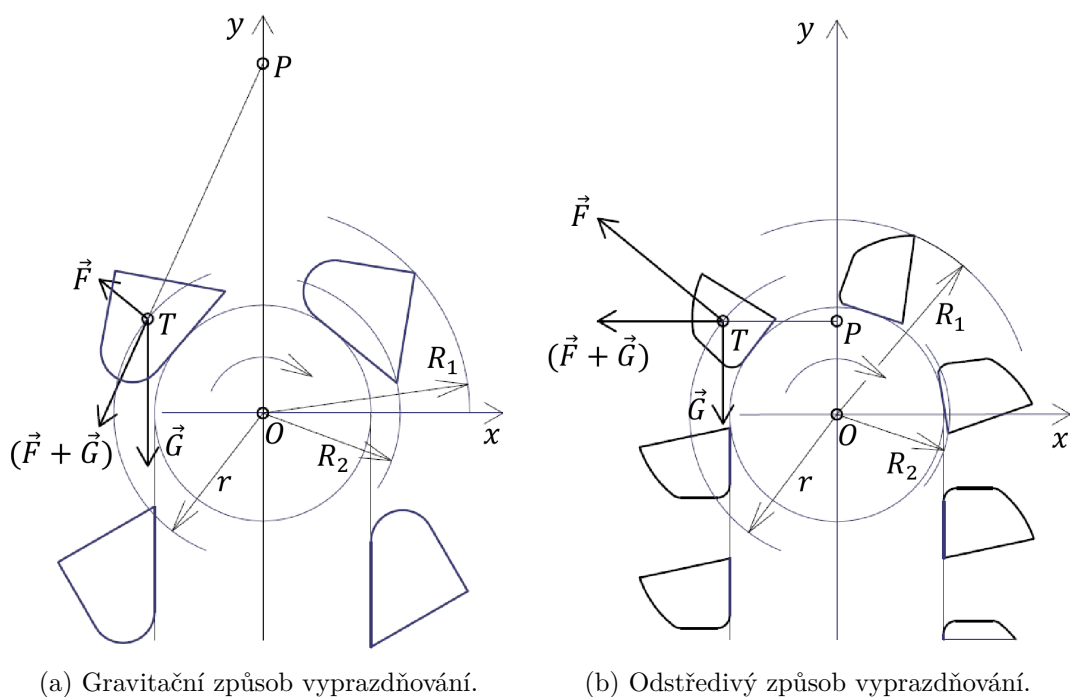 y
P
F⃗
T
(F⃗ + G⃗)
G⃗
O
x
R₁
R₂
r
y
F⃗
T
P
(F⃗ + G⃗)
G⃗
O
x
R₁
R₂
r
(a) Gravitační způsob vyprazdňování.
(b) Odstředivý způsob vyprazdňování.